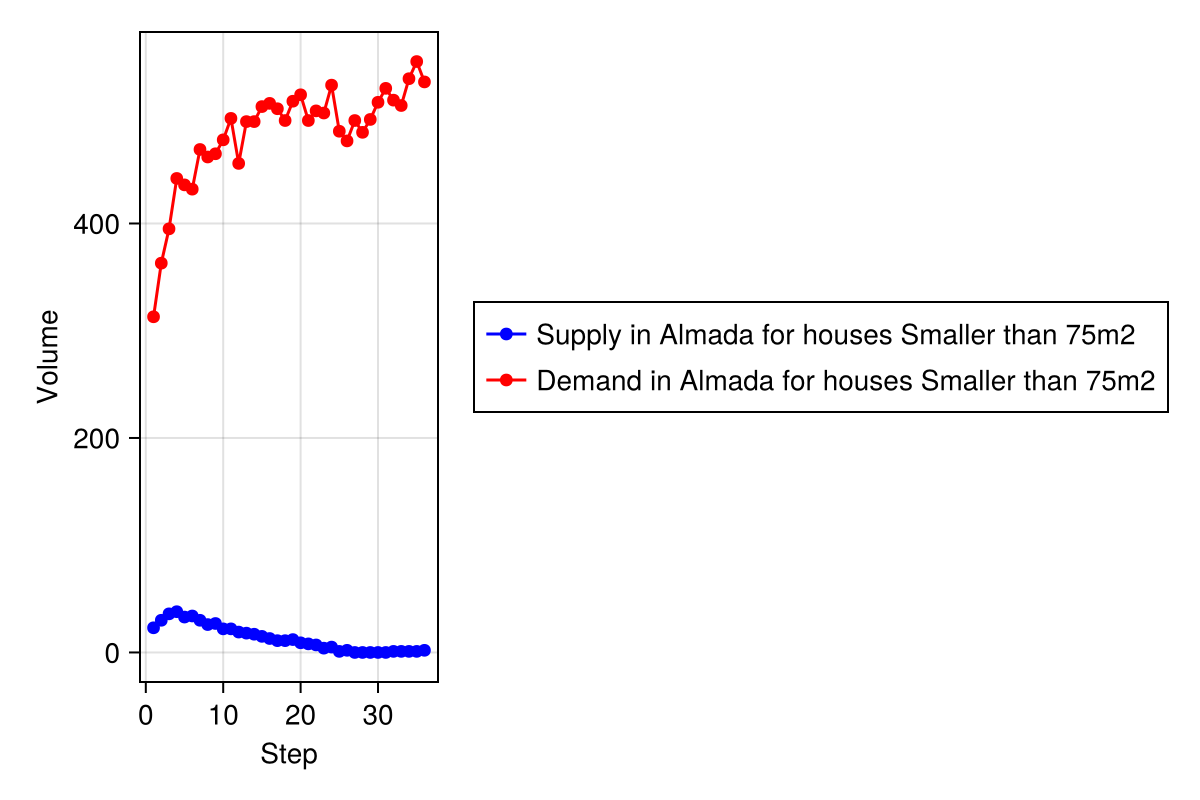 400
200
0
Volume
0 10 20 30
Step
Supply in Almada for houses Smaller than 75m2
Demand in Almada for houses Smaller than 75m2